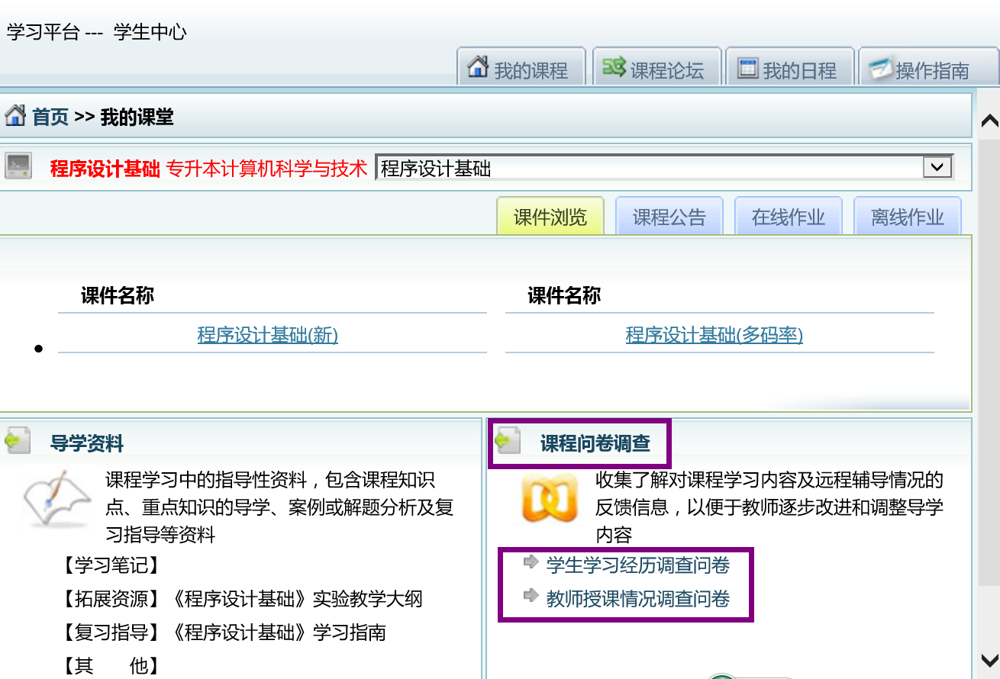 学习平台 --- 学生中心
我的课程 课程论坛 我的日程 操作指南
首页 >> 我的课堂
程序设计基础 专升本计算机科学与技术 程序设计基础
课件浏览 课程公告 在线作业 离线作业
课件名称 课件名称
程序设计基础(新) 程序设计基础(多码率)
导学资料
课程学习中的指导性资料，包含课程知识
点、重点知识的导学、案例或解题分析及复
习指导等资料
【学习笔记】
【拓展资源】《程序设计基础》实验教学大纲
【复习指导】《程序设计基础》学习指南
【其　　他】
课程问卷调查
收集了解对课程学习内容及远程辅导情况的
反馈信息，以便于教师逐步改进和调整导学
内容
学生学习经历调查问卷
教师授课情况调查问卷